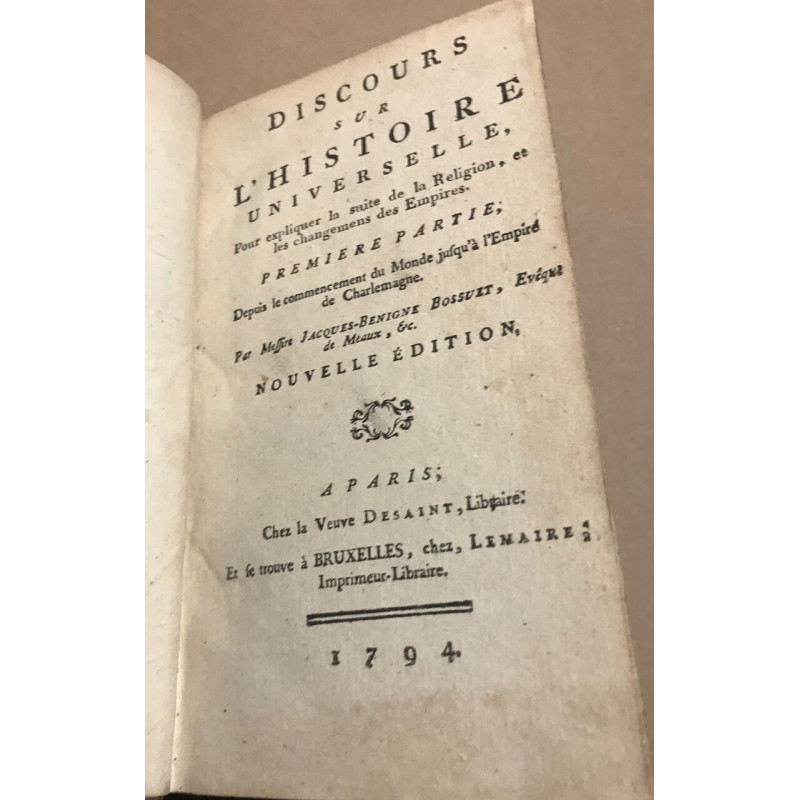 DISCOURS
SUR
L'HISTOIRE
UNIVERSELLE,
Pour expliquer la suite de la Religion, et
les changemens des Empires.
PREMIERE PARTIE;
Depuis le commencement du Monde jusqu'à l'Empire
de Charlemagne.
Par Messire JACQUES-BENIGNE BOSSUET, Evêque
de Meaux, &c.
NOUVELLE ÉDITION,
A PARIS;
Chez la Veuve DESAINT, Libraire:
Et se trouve à BRUXELLES, chez, LEMAIRE,
Imprimeur-Libraire.
1794.